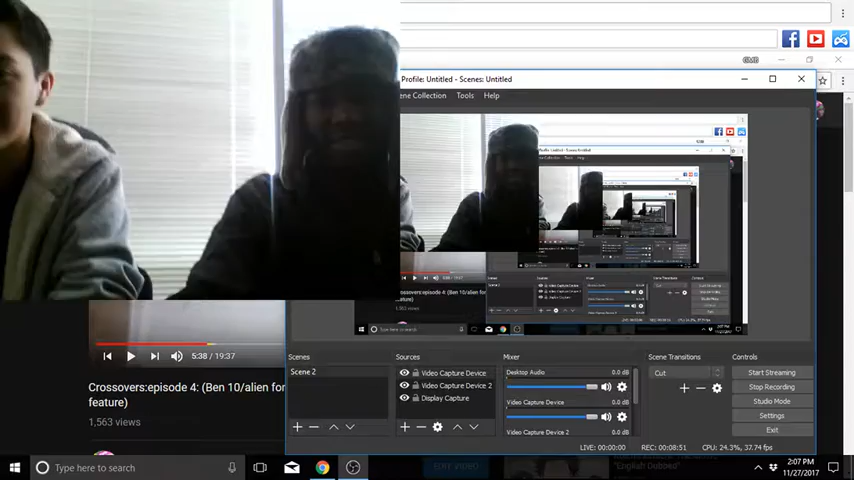 GMB
Profile: Untitled - Scenes: Untitled
ene Collection Tools Help
5:38 / 19:37
Crossovers:episode 4: (Ben 10/alien for
feature)
1,563 views
Scenes
Scene 2
Sources
Video Capture Device
Video Capture Device 2
Display Capture
Mixer
Desktop Audio 0.0 dB
Video Capture Device 0.0 dB
Video Capture Device 2 0.0 dB
Scene Transitions
Cut
Controls
Start Streaming
Stop Recording
Studio Mode
Settings
Exit
LIVE: 00:00:00 REC: 00:08:51 CPU: 24.3%, 37.74 fps
EDIT VIDEO
"English Dubbed"
Type here to search
2:07 PM
11/27/2017